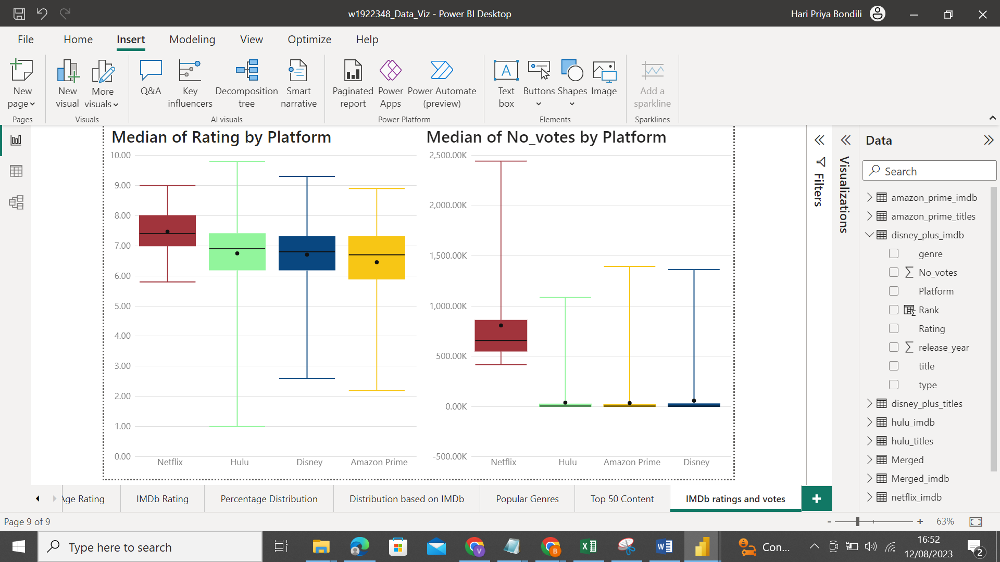 w1922348_Data_Viz - Power BI Desktop
Hari Priya Bondili
File Home Insert Modeling View Optimize Help
New page
Pages
New visual
More visuals
Visuals
Q&A
Key influencers
Decomposition tree
Smart narrative
AI visuals
Paginated report
Power Apps
Power Automate (preview)
Power Platform
Text box
Buttons
Shapes
Image
Elements
Add a sparkline
Sparklines
Median of Rating by Platform
10.00
9.00
8.00
7.00
6.00
5.00
4.00
3.00
2.00
1.00
0.00
Netflix Hulu Disney Amazon Prime
Median of No_votes by Platform
2,500.00K
2,000.00K
1,500.00K
1,000.00K
500.00K
0.00K
-500.00K
Netflix Hulu Amazon Prime Disney
Filters
Visualizations
Data
Search
amazon_prime_imdb
amazon_prime_titles
disney_plus_imdb
genre
No_votes
Platform
Rank
Rating
release_year
title
type
disney_plus_titles
hulu_imdb
hulu_titles
Merged
Merged_imdb
netflix_imdb
Age Rating IMDb Rating Percentage Distribution Distribution based on IMDb Popular Genres Top 50 Content IMDb ratings and votes
Page 9 of 9
- + 63%
Type here to search
Con...
16:52
12/08/2023
2